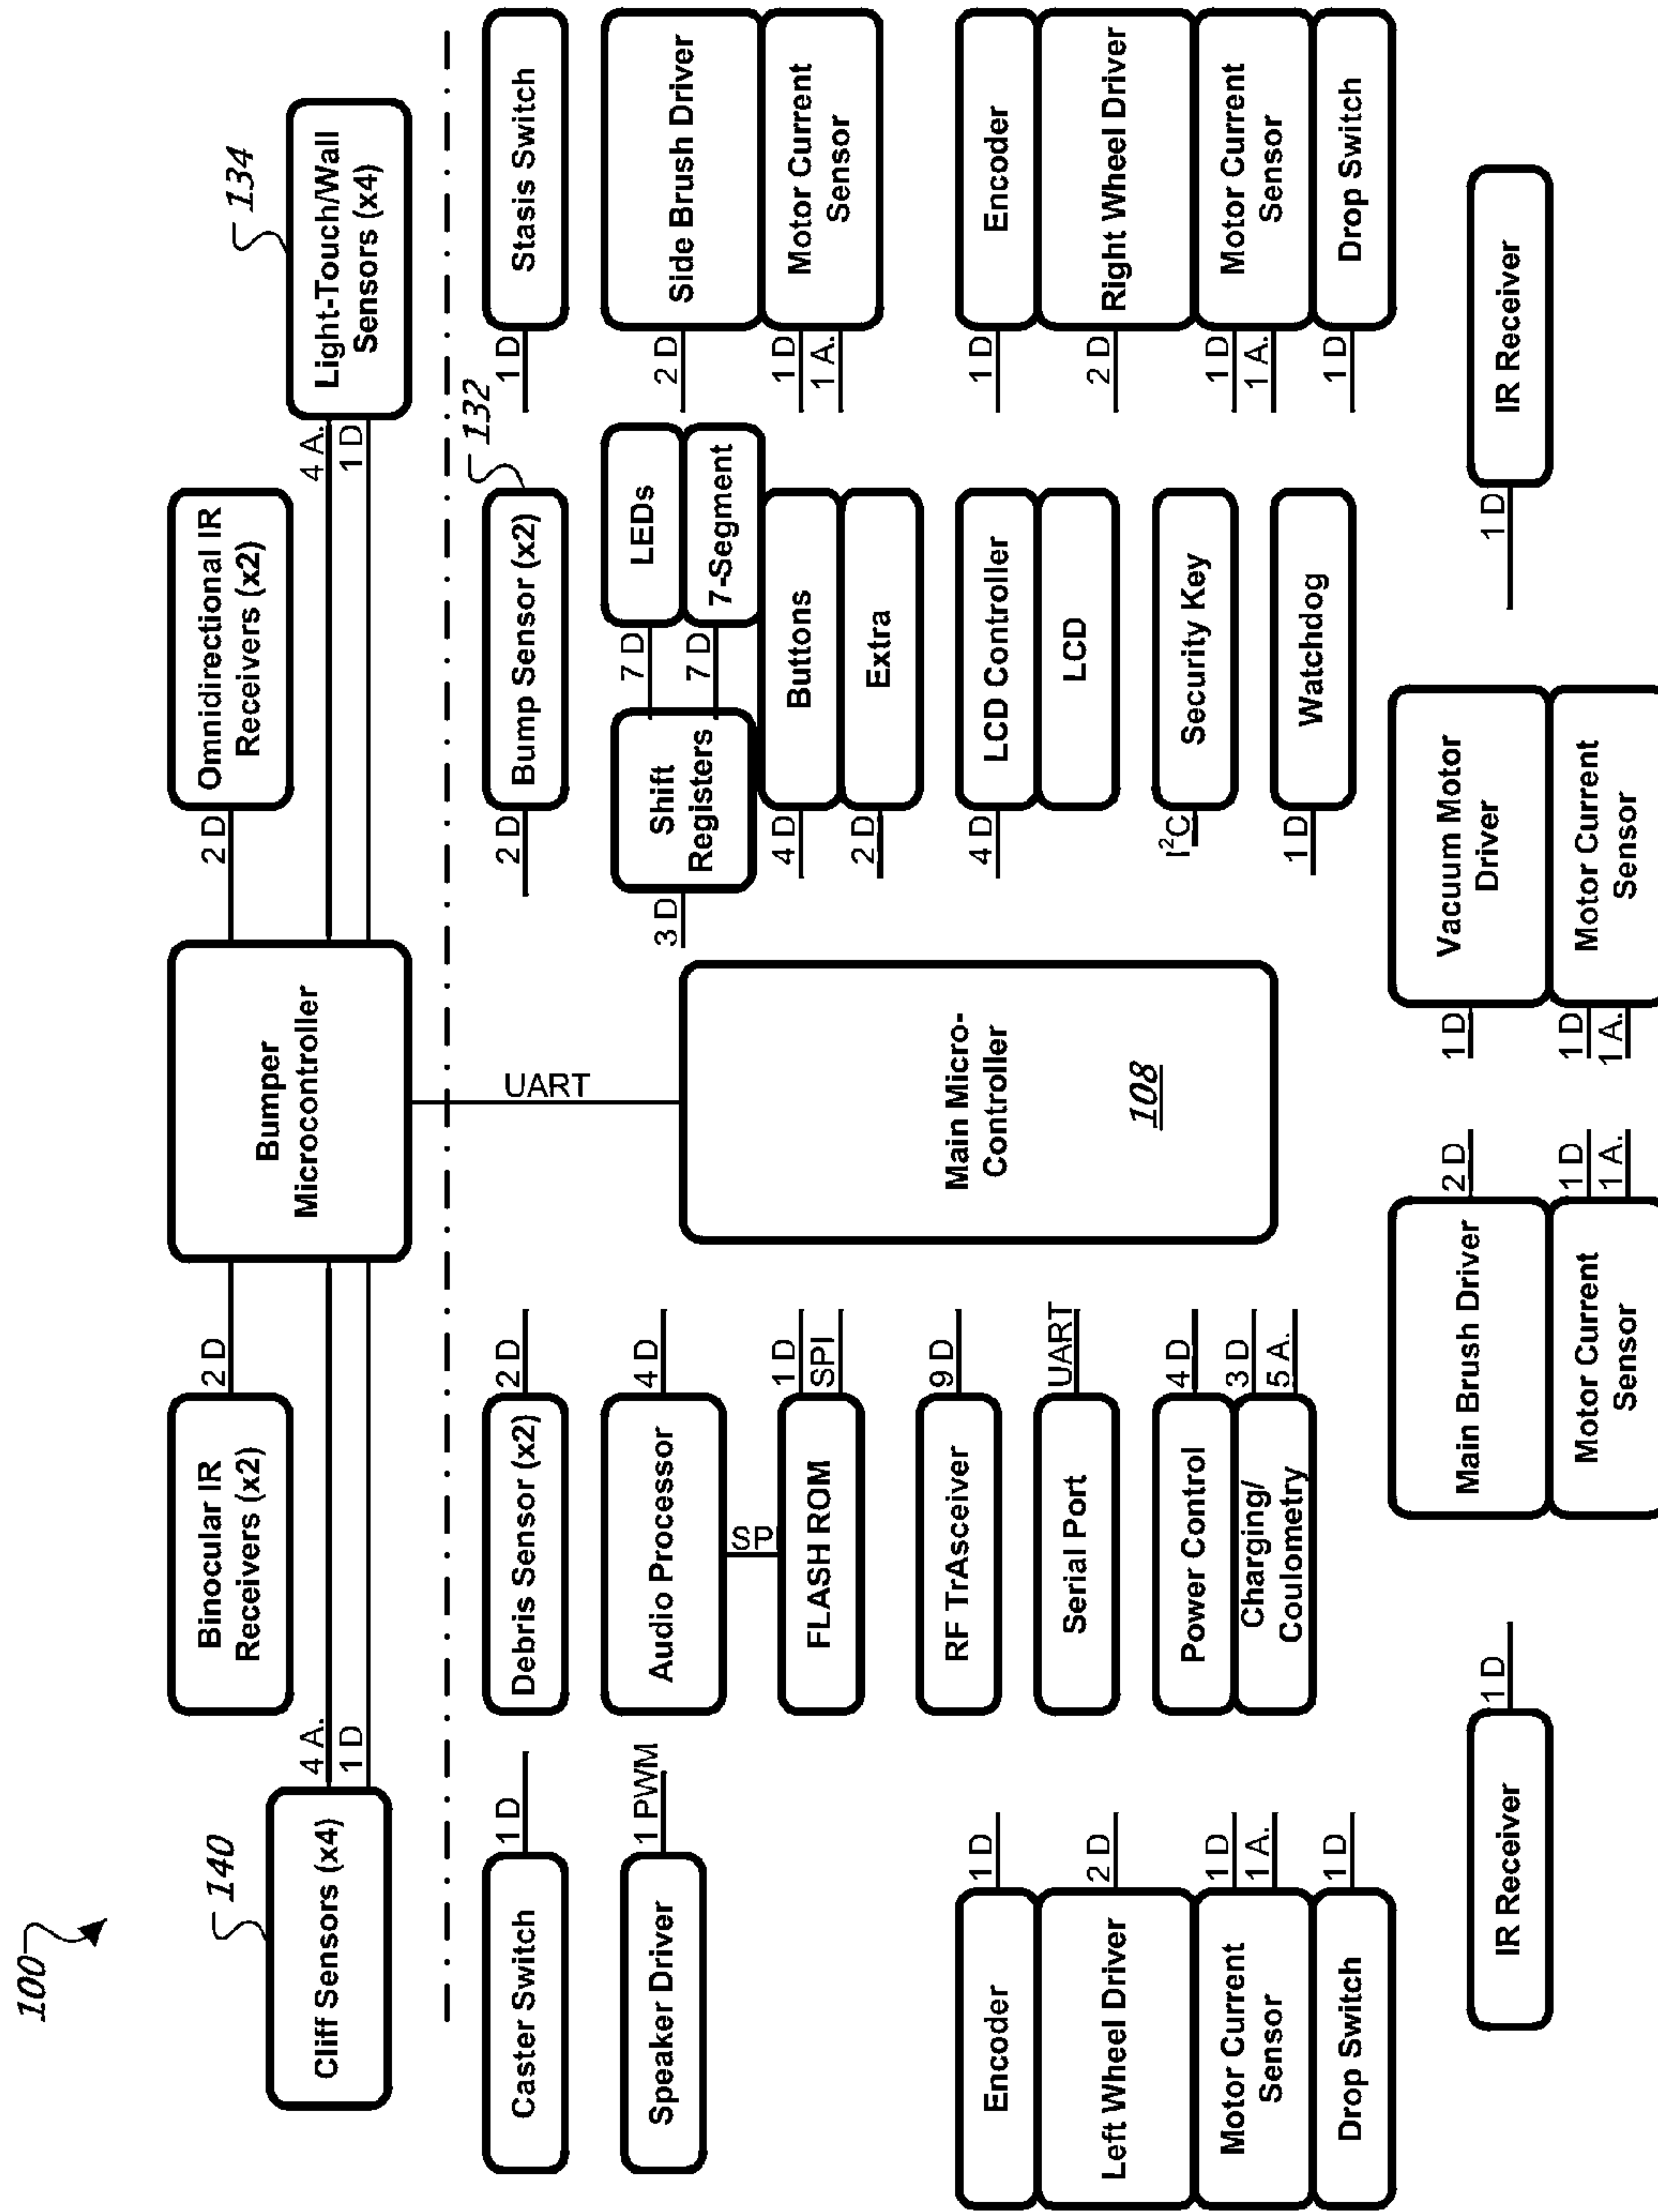 100
140
134
Cliff Sensors (x4)
4 A.
1 D
Binocular IR
Receivers (x2)
2 D
Bumper
Microcontroller
2 D
Omnidirectional IR
Receivers (x2)
4 A.
1 D
Light-Touch/Wall
Sensors (x4)
UART
Caster Switch
1 D
Debris Sensor (x2)
2 D
2 D
Bump Sensor (x2)
132
1 D
Stasis Switch
Speaker Driver
1 PWM
Audio Processor
4 D
SP
FLASH ROM
1 D
SPI
3 D
Shift
Registers
7 D
LEDs
7 D
7-Segment
4 D
Buttons
2 D
Extra
2 D
Side Brush Driver
1 D
1 A.
Motor Current
Sensor
RF TrAsceiver
9 D
Serial Port
UART
Power Control
4 D
Charging/
Coulometry
3 D
5 A.
Main Micro-
Controller
108
4 D
LCD Controller
LCD
I²C
Security Key
1 D
Watchdog
Encoder
1 D
Left Wheel Driver
2 D
Motor Current
Sensor
1 D
1 A.
Drop Switch
1 D
1 D
Encoder
2 D
Right Wheel Driver
1 D
1 A.
Motor Current
Sensor
1 D
Drop Switch
IR Receiver
1 D
Main Brush Driver
2 D
Motor Current
Sensor
1 D
1 A.
1 D
Vacuum Motor
Driver
1 D
1 A.
Motor Current
Sensor
1 D
IR Receiver